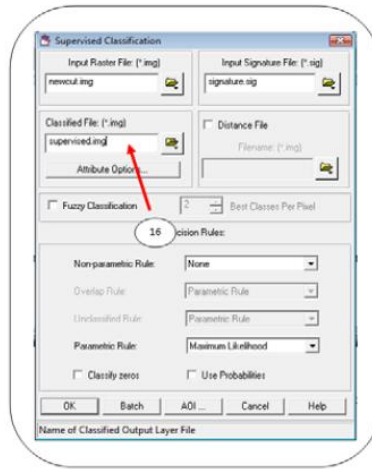 Supervised Classification
Input Raster File: (*.img)
Input Signature File: (*.sig)
newcut.img
signature.sig
Classified File: (*.img)
Distance File
supervised.img
Filename: (*.img)
Attribute Options...
Fuzzy Classification
2
Best Classes Per Pixel
16
cision Rules:
Non-parametric Rule:
None
Overlap Rule:
Parametric Rule
Unclassified Rule:
Parametric Rule
Parametric Rule:
Maximum Likelihood
Classify zeros
Use Probabilities
OK
Batch
AOI ...
Cancel
Help
Name of Classified Output Layer File